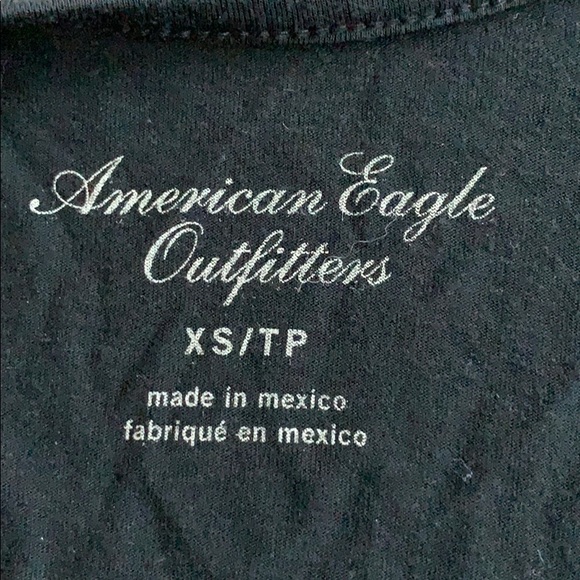 American Eagle
Outfitters
XS/TP
made in mexico
fabriqué en mexico